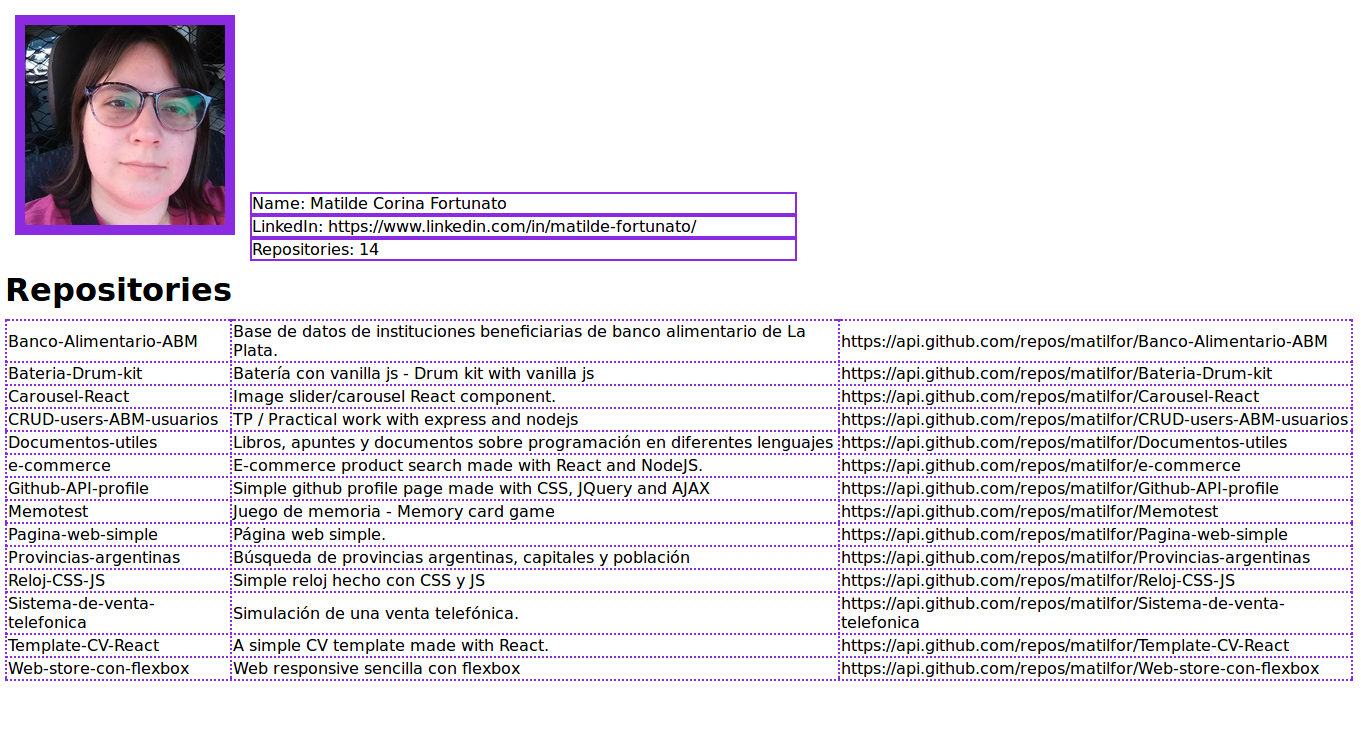 Name: Matilde Corina Fortunato
LinkedIn: https://www.linkedin.com/in/matilde-fortunato/
Repositories: 14
Repositories
Banco-Alimentario-ABM Base de datos de instituciones beneficiarias de banco alimentario de La Plata. https://api.github.com/repos/matilfor/Banco-Alimentario-ABM
Bateria-Drum-kit Batería con vanilla js - Drum kit with vanilla js https://api.github.com/repos/matilfor/Bateria-Drum-kit
Carousel-React Image slider/carousel React component. https://api.github.com/repos/matilfor/Carousel-React
CRUD-users-ABM-usuarios TP / Practical work with express and nodejs https://api.github.com/repos/matilfor/CRUD-users-ABM-usuarios
Documentos-utiles Libros, apuntes y documentos sobre programación en diferentes lenguajes https://api.github.com/repos/matilfor/Documentos-utiles
e-commerce E-commerce product search made with React and NodeJS. https://api.github.com/repos/matilfor/e-commerce
Github-API-profile Simple github profile page made with CSS, JQuery and AJAX https://api.github.com/repos/matilfor/Github-API-profile
Memotest Juego de memoria - Memory card game https://api.github.com/repos/matilfor/Memotest
Pagina-web-simple Página web simple. https://api.github.com/repos/matilfor/Pagina-web-simple
Provincias-argentinas Búsqueda de provincias argentinas, capitales y población https://api.github.com/repos/matilfor/Provincias-argentinas
Reloj-CSS-JS Simple reloj hecho con CSS y JS https://api.github.com/repos/matilfor/Reloj-CSS-JS
Sistema-de-venta-telefonica Simulación de una venta telefónica. https://api.github.com/repos/matilfor/Sistema-de-venta-telefonica
Template-CV-React A simple CV template made with React. https://api.github.com/repos/matilfor/Template-CV-React
Web-store-con-flexbox Web responsive sencilla con flexbox https://api.github.com/repos/matilfor/Web-store-con-flexbox